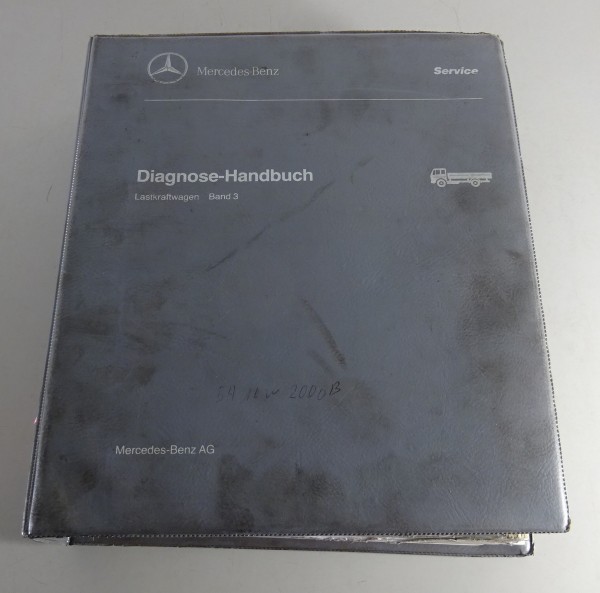 Mercedes-Benz
Service
Diagnose-Handbuch
Lastkraftwagen Band 3
Mercedes-Benz AG